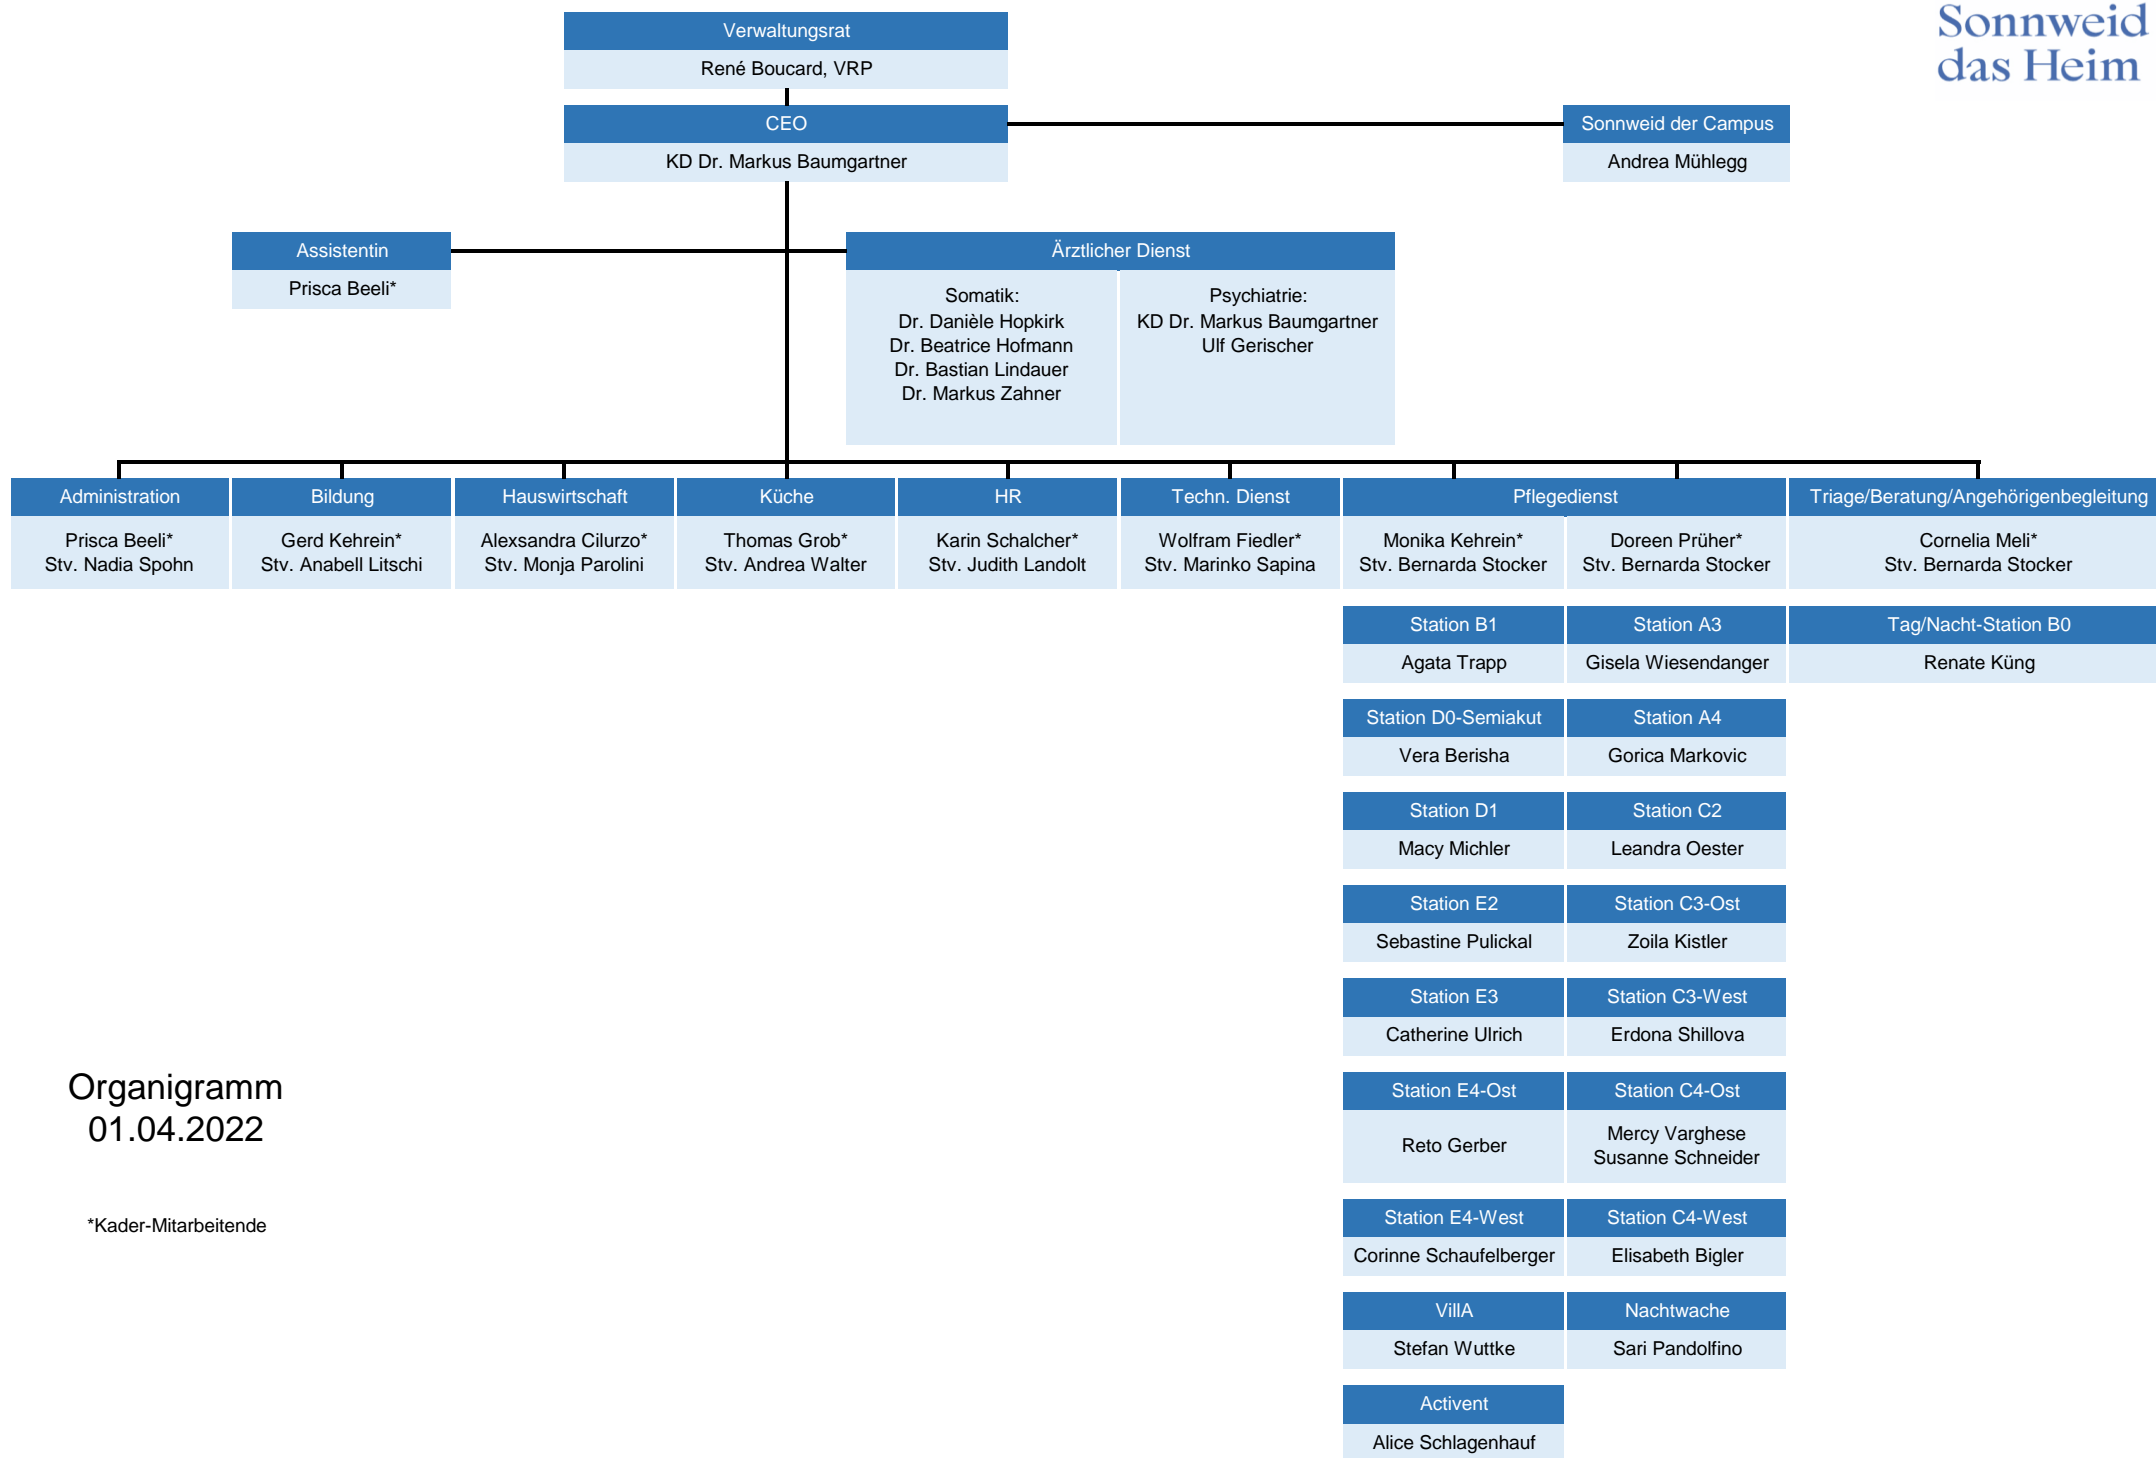 Sonnweid
das Heim
Verwaltungsrat
René Boucard, VRP
CEO
KD Dr. Markus Baumgartner
Sonnweid der Campus
Andrea Mühlegg
Assistentin
Prisca Beeli*
Ärztlicher Dienst
Somatik:
Dr. Danièle Hopkirk
Dr. Beatrice Hofmann
Dr. Bastian Lindauer
Dr. Markus Zahner
Psychiatrie:
KD Dr. Markus Baumgartner
Ulf Gerischer
Administration
Prisca Beeli*
Stv. Nadia Spohn
Bildung
Gerd Kehrein*
Stv. Anabell Litschi
Hauswirtschaft
Alexsandra Cilurzo*
Stv. Monja Parolini
Küche
Thomas Grob*
Stv. Andrea Walter
HR
Karin Schalcher*
Stv. Judith Landolt
Techn. Dienst
Wolfram Fiedler*
Stv. Marinko Sapina
Pflegedienst
Monika Kehrein*
Stv. Bernarda Stocker
Doreen Prüher*
Stv. Bernarda Stocker
Triage/Beratung/Angehörigenbegleitung
Cornelia Meli*
Stv. Bernarda Stocker
Station B1
Agata Trapp
Station A3
Gisela Wiesendanger
Tag/Nacht-Station B0
Renate Küng
Station D0-Semiakut
Vera Berisha
Station A4
Gorica Markovic
Station D1
Macy Michler
Station C2
Leandra Oester
Station E2
Sebastine Pulickal
Station C3-Ost
Zoila Kistler
Station E3
Catherine Ulrich
Station C3-West
Erdona Shillova
Station E4-Ost
Reto Gerber
Station C4-Ost
Mercy Varghese
Susanne Schneider
Station E4-West
Corinne Schaufelberger
Station C4-West
Elisabeth Bigler
VillA
Stefan Wuttke
Nachtwache
Sari Pandolfino
Activent
Alice Schlagenhauf
Organigramm
01.04.2022
*Kader-Mitarbeitende